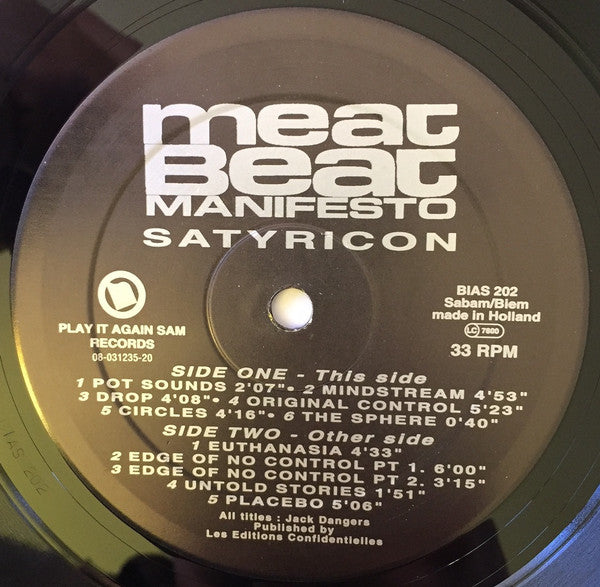 meat
Beat
MANIFESTO
SATYRICON
PLAY IT AGAIN SAM
RECORDS
08-031235-20
BIAS 202
Sabam/Biem
made in Holland
LC 7800
33 RPM
SIDE ONE - This side
1 POT SOUNDS 2'07"• 2 MINDSTREAM 4'53"
3 DROP 4'08"• 4 ORIGINAL CONTROL 5'23"
5 CIRCLES 4'16"• 6 THE SPHERE 0'40"
SIDE TWO - Other side
1 EUTHANASIA 4'33"
2 EDGE OF NO CONTROL PT 1. 6'00"
3 EDGE OF NO CONTROL PT 2. 3'15"
4 UNTOLD STORIES 1'51"
5 PLACEBO 5'06"
All titles : Jack Dangers
Published by
Les Editions Confidentielles
IAS 202